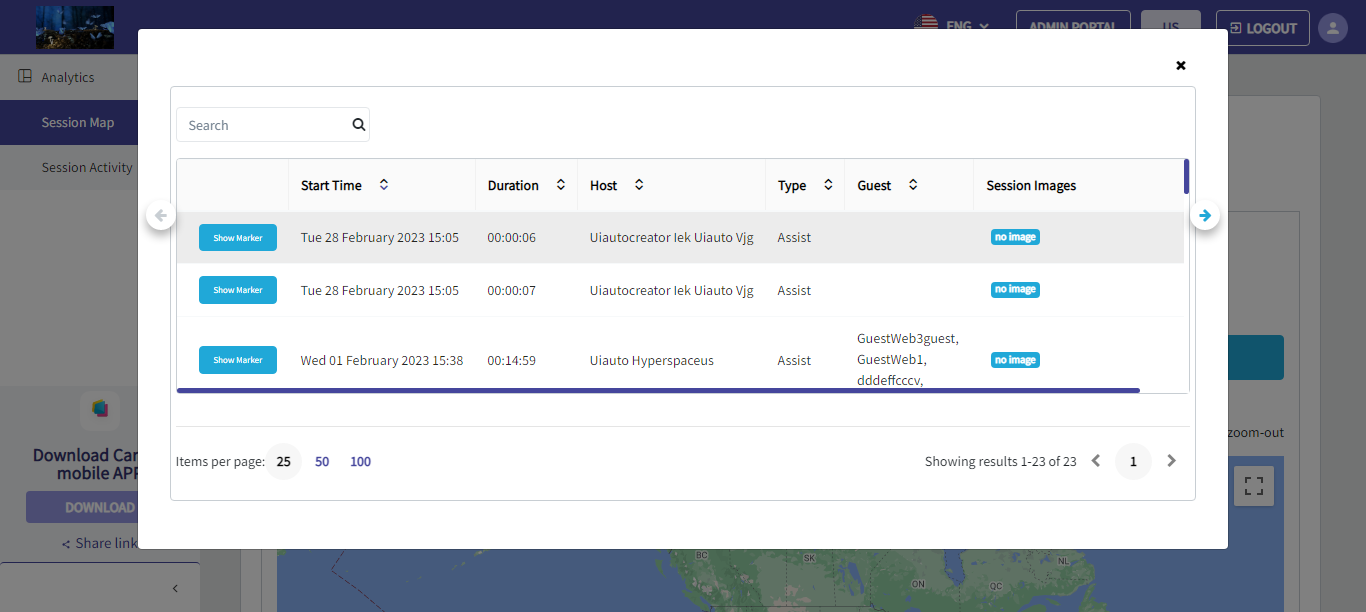 ENG
ADMIN PORTAL
US
LOGOUT
Analytics
Session Map
Session Activity
Search
Start Time Duration Host Type Guest Session Images
Show Marker Tue 28 February 2023 15:05 00:00:06 Uiautocreator Iek Uiauto Vjg Assist no image
Show Marker Tue 28 February 2023 15:05 00:00:07 Uiautocreator Iek Uiauto Vjg Assist no image
GuestWeb3guest,
Show Marker Wed 01 February 2023 15:38 00:14:59 Uiauto Hyperspaceus Assist GuestWeb1, no image
dddeffcccv,
Items per page: 25 50 100
Showing results 1-23 of 23 1
zoom-out
Download Car
mobile APP
DOWNLOAD
Share link
BC
SK
ON
QC
NL